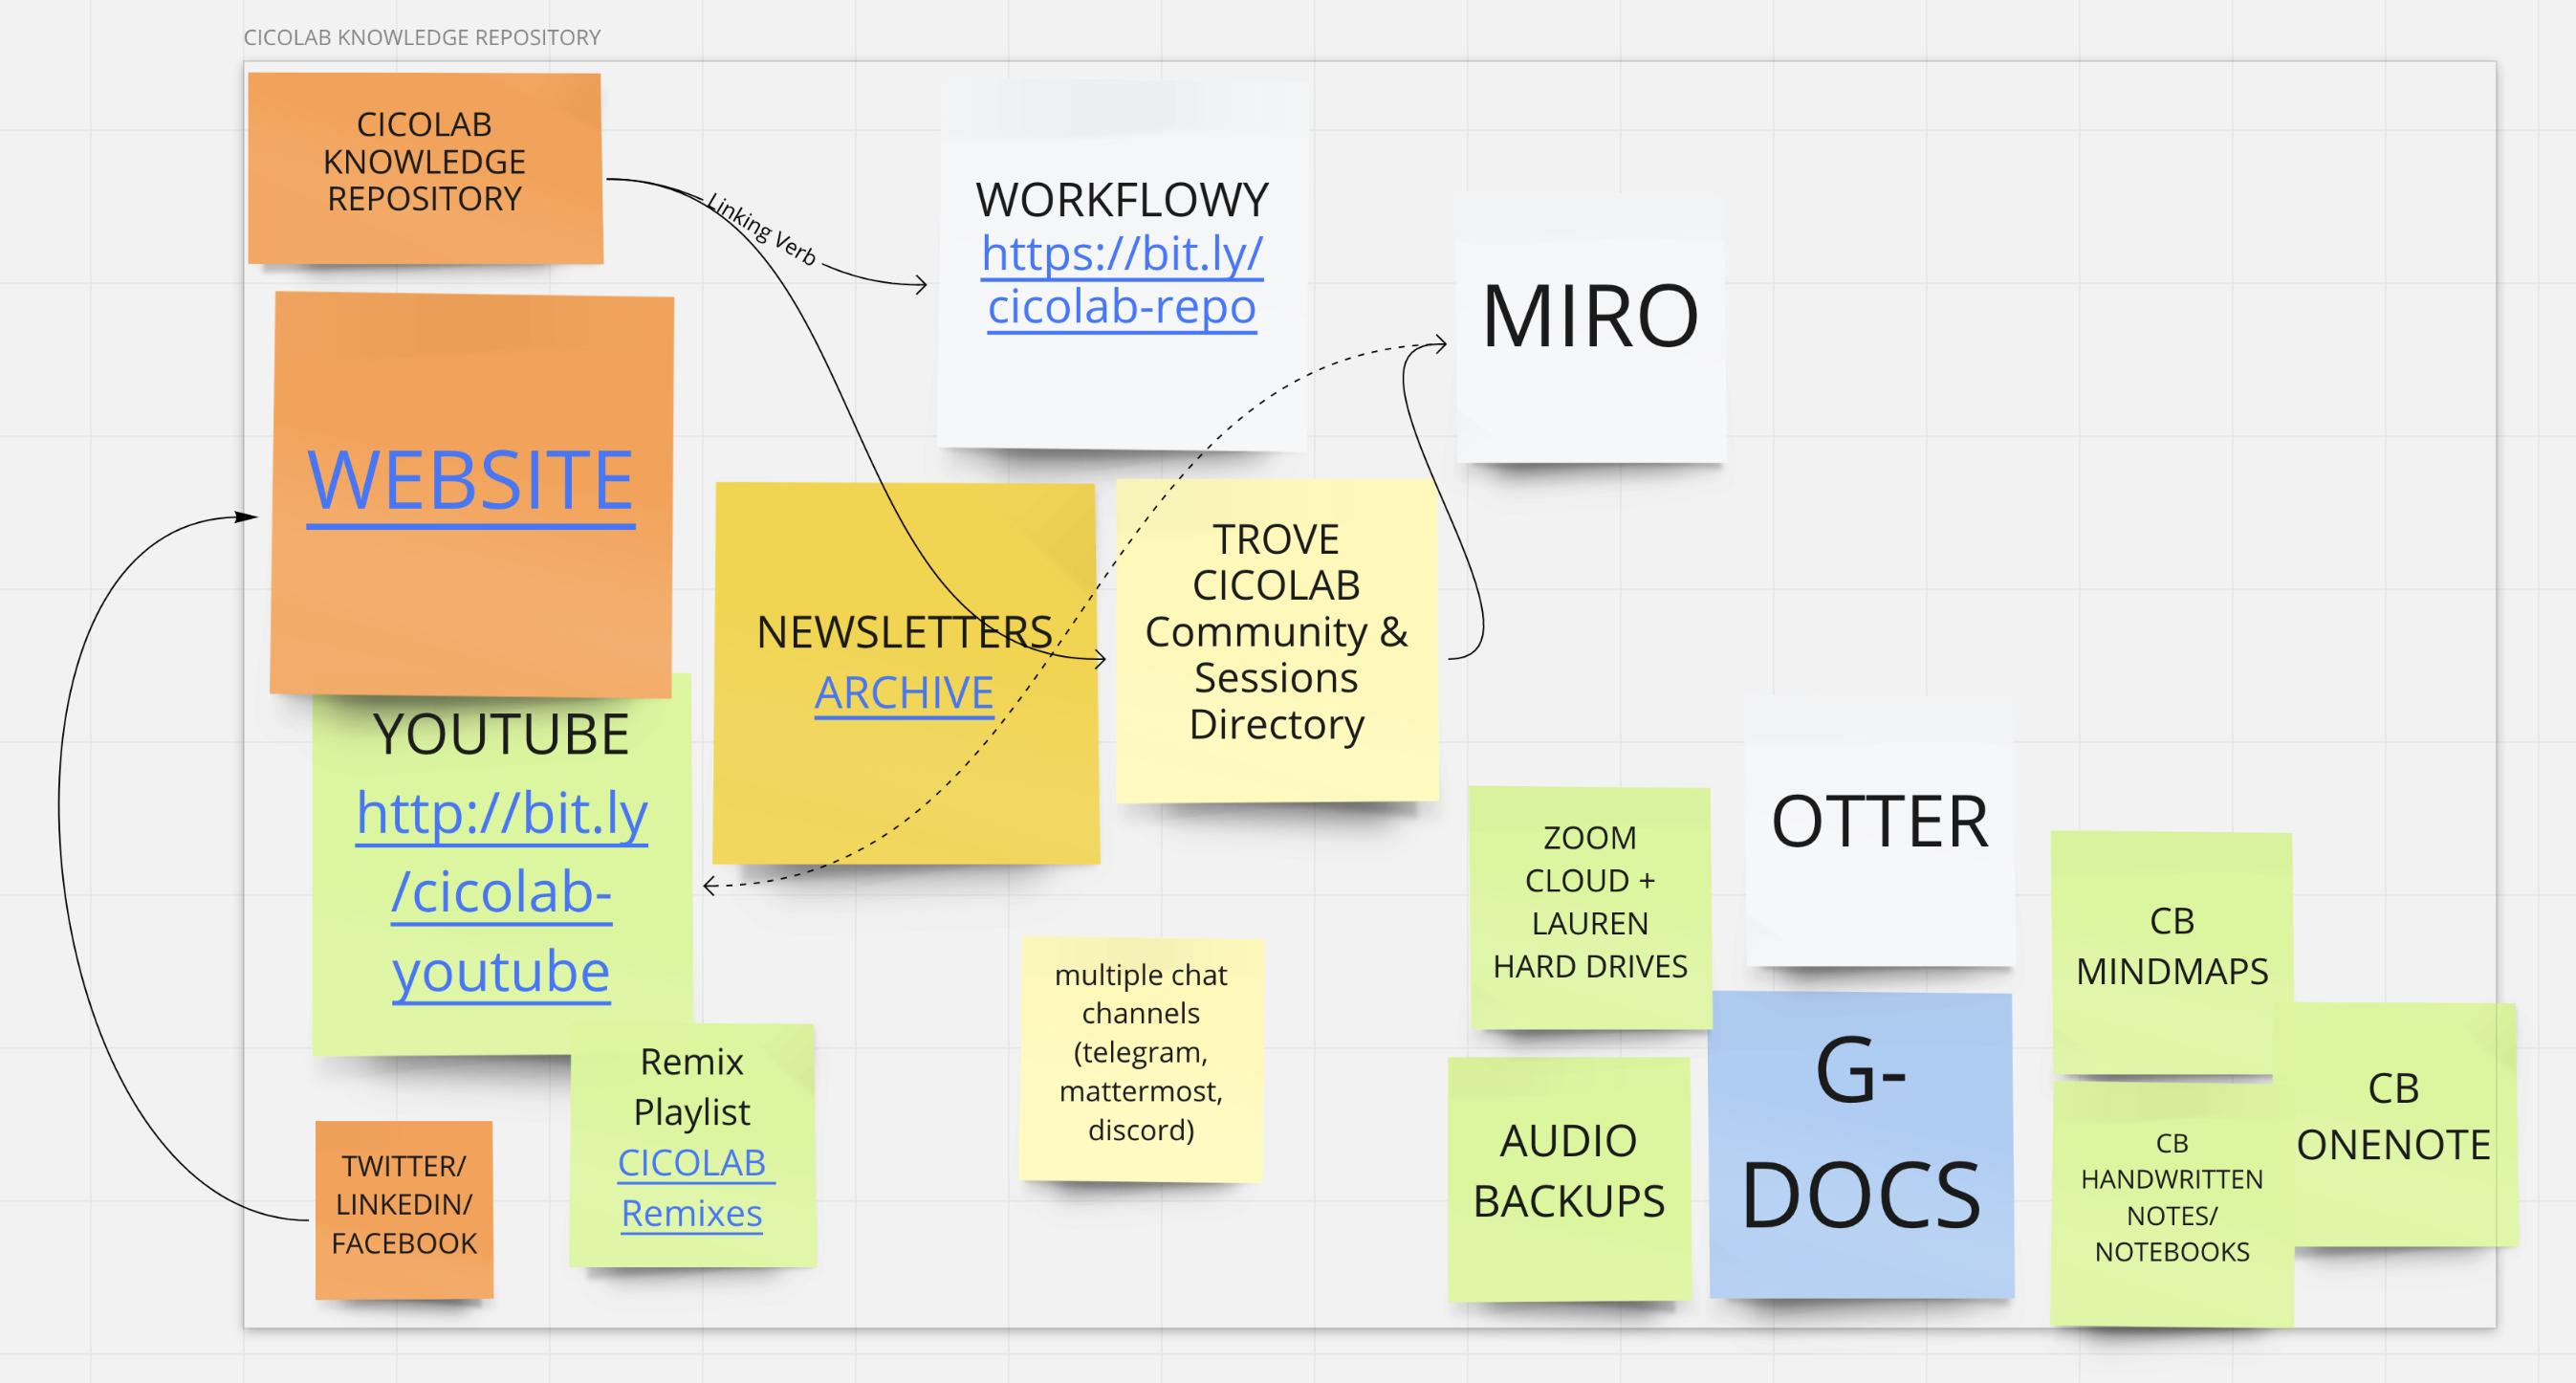 CICOLAB KNOWLEDGE REPOSITORY
CICOLAB
KNOWLEDGE
REPOSITORY
Linking Verb
WORKFLOWY
https://bit.ly/
cicolab-repo
MIRO
WEBSITE
NEWSLETTERS
ARCHIVE
TROVE
CICOLAB
Community &
Sessions
Directory
YOUTUBE
http://bit.ly
/cicolab-
youtube
Remix
Playlist
CICOLAB
Remixes
TWITTER/
LINKEDIN/
FACEBOOK
multiple chat
channels
(telegram,
mattermost,
discord)
ZOOM
CLOUD +
LAUREN
HARD DRIVES
OTTER
AUDIO
BACKUPS
G-
DOCS
CB
MINDMAPS
CB
ONENOTE
CB
HANDWRITTEN
NOTES/
NOTEBOOKS